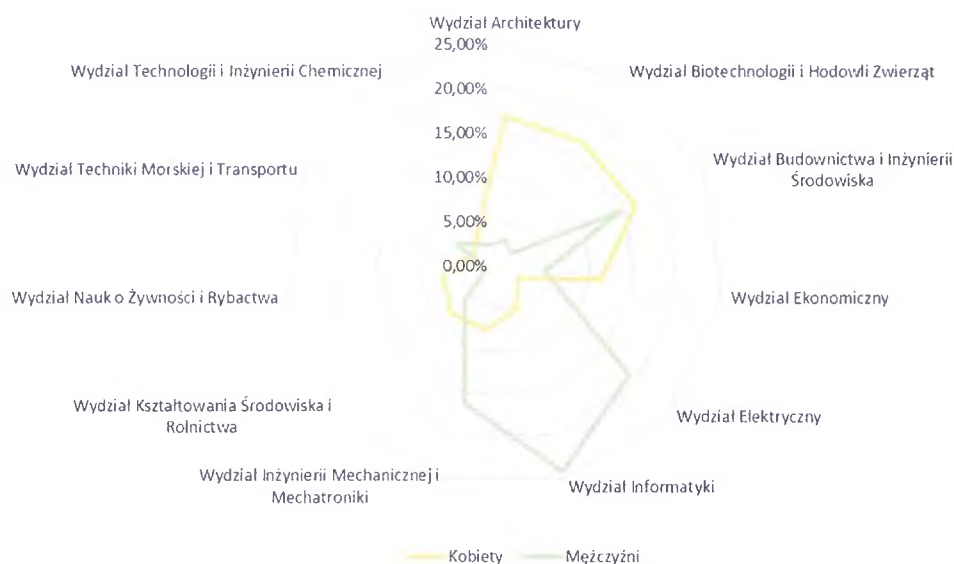 Wydział Architektury
25,00%
20,00%
15,00%
10,00%
5,00%
0,00%
Wydział Biotechnologii i Hodowli Zwierząt
Wydział Budownictwa i Inżynierii
Środowiska
Wydział Ekonomiczny
Wydział Elektryczny
Wydział Informatyki
Wydział Inżynierii Mechanicznej i
Mechatroniki
Wydział Kształtowania Środowiska i
Rolnictwa
Wydział Nauk o Żywności i Rybactwa
Wydział Techniki Morskiej i Transportu
Wydział Technologii i Inżynierii Chemicznej
Kobiety
Mężczyźni